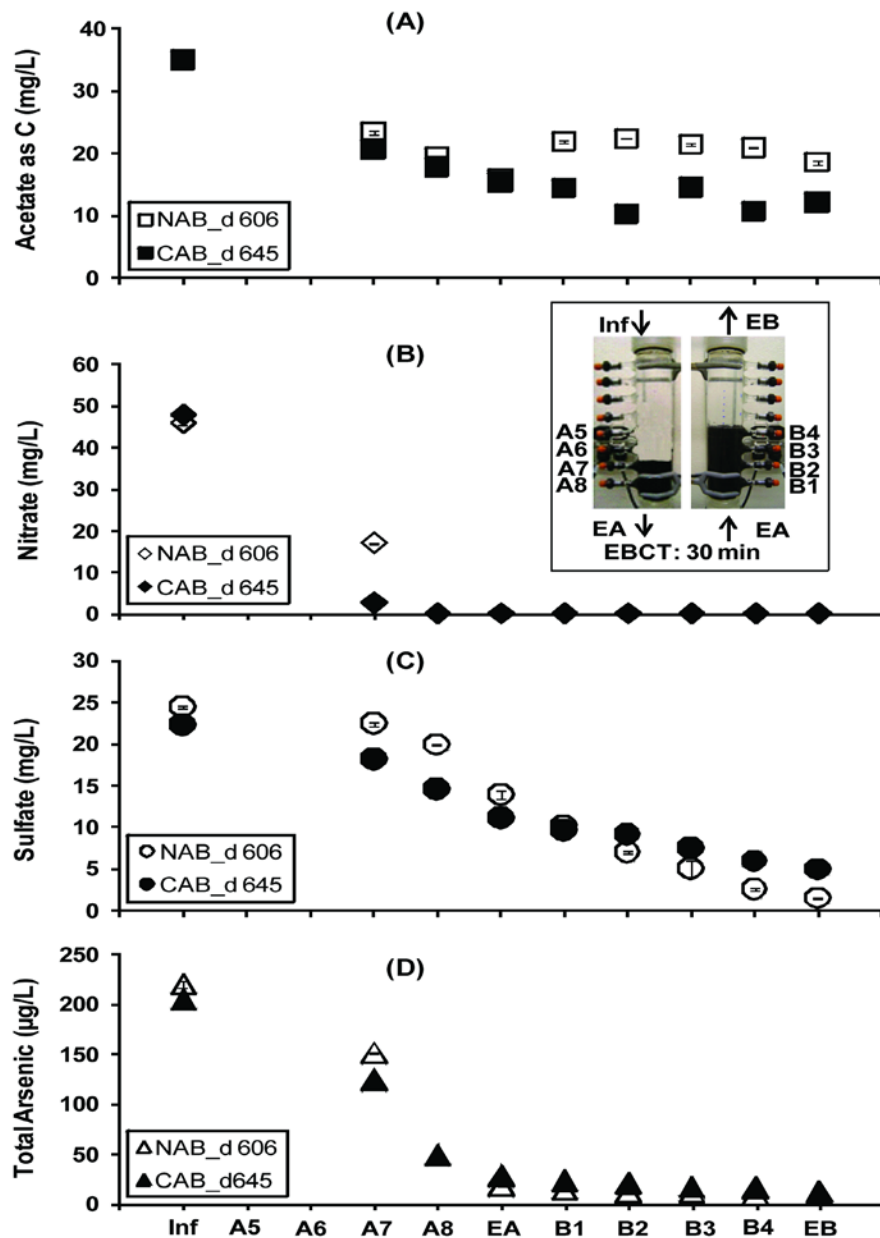 (A)
Acetate as C (mg/L)
40
30
20
10
0
NAB_d 606
CAB_d 645
(B)
Nitrate (mg/L)
60
50
40
30
20
10
0
NAB_d 606
CAB_d 645
Inf
EB
A5
A6
A7
A8
B4
B3
B2
B1
EA
EA
EBCT: 30 min
(C)
Sulfate (mg/L)
30
25
20
15
10
5
0
NAB_d 606
CAB_d 645
(D)
Total Arsenic (µg/L)
250
200
150
100
50
0
NAB_d 606
CAB_d645
Inf A5 A6 A7 A8 EA B1 B2 B3 B4 EB